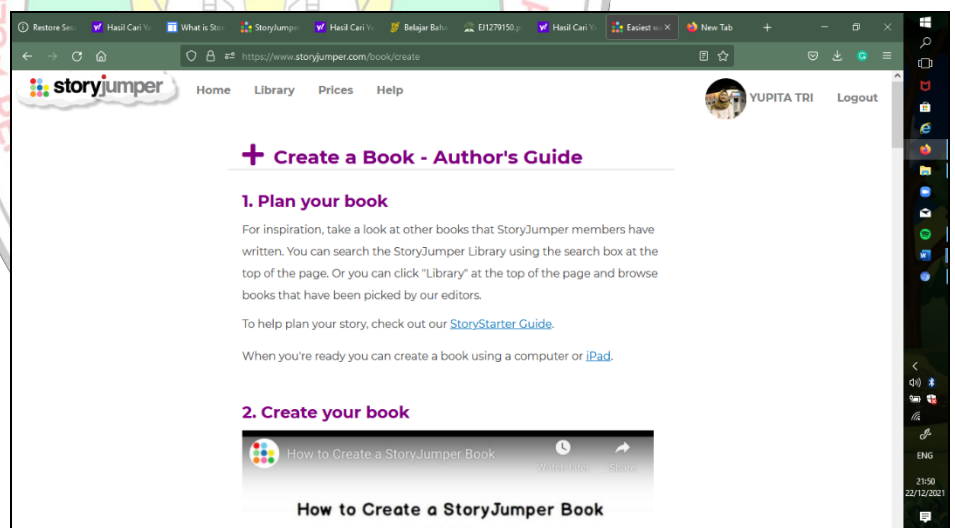 Restore Ses Hasil Cari Y What is Stor StoryJumpe Hasil Cari Y Belajar Baha EJ1279150.p Hasil Cari Y Easiest w New Tab
https://www.storyjumper.com/book/create
storyjumper Home Library Prices Help YUPITA TRI Logout
Create a Book - Author's Guide
1. Plan your book
For inspiration, take a look at other books that StoryJumper members have
written. You can search the StoryJumper Library using the search box at the
top of the page. Or you can click "Library" at the top of the page and browse
books that have been picked by our editors.
To help plan your story, check out our StoryStarter Guide.
When you're ready you can create a book using a computer or iPad.
2. Create your book
How to Create a StoryJumper Book
Watch later Share
How to Create a StoryJumper Book
ENG
21:50
22/12/2021